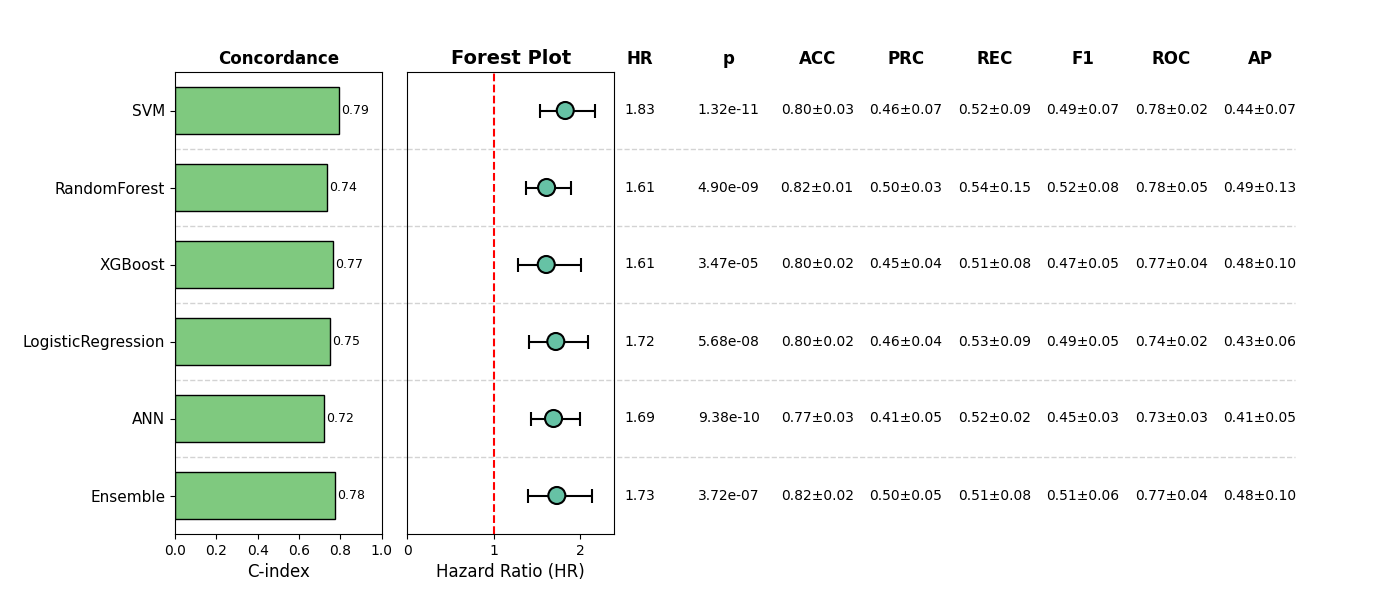 Concordance Forest Plot HR p ACC PRC REC F1 ROC AP
SVM 0.79 1.83 1.32e-11 0.80±0.03 0.46±0.07 0.52±0.09 0.49±0.07 0.78±0.02 0.44±0.07
RandomForest 0.74 1.61 4.90e-09 0.82±0.01 0.50±0.03 0.54±0.15 0.52±0.08 0.78±0.05 0.49±0.13
XGBoost 0.77 1.61 3.47e-05 0.80±0.02 0.45±0.04 0.51±0.08 0.47±0.05 0.77±0.04 0.48±0.10
LogisticRegression 0.75 1.72 5.68e-08 0.80±0.02 0.46±0.04 0.53±0.09 0.49±0.05 0.74±0.02 0.43±0.06
ANN 0.72 1.69 9.38e-10 0.77±0.03 0.41±0.05 0.52±0.02 0.45±0.03 0.73±0.03 0.41±0.05
Ensemble 0.78 1.73 3.72e-07 0.82±0.02 0.50±0.05 0.51±0.08 0.51±0.06 0.77±0.04 0.48±0.10
0.0 0.2 0.4 0.6 0.8 1.0 0 1 2
C-index Hazard Ratio (HR)